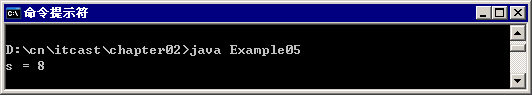 命令提示符
D:\cn\itcast\chapter02>java Example05
s = 8